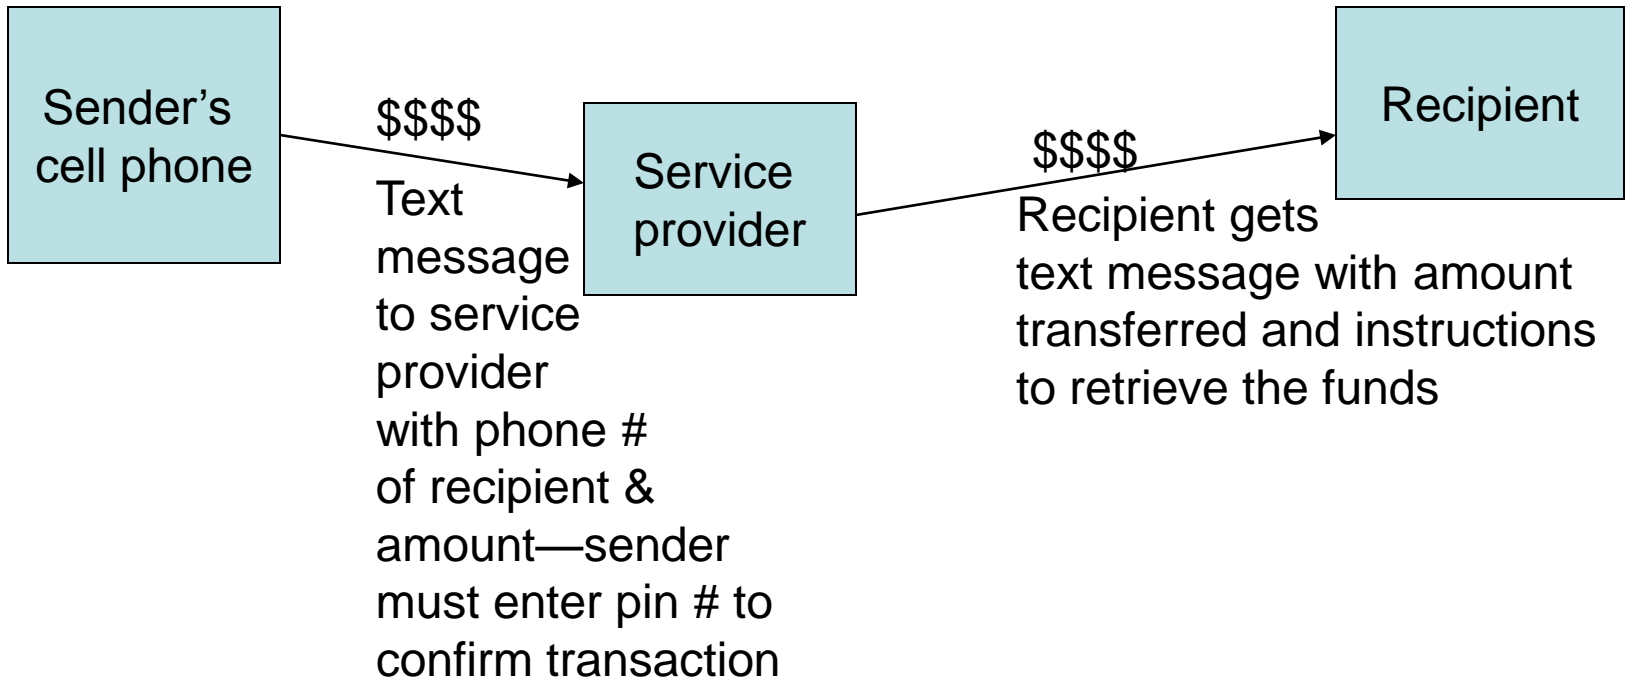 Sender’s
cell phone
$$$$
Text
message
to service
provider
with phone #
of recipient &
amount—sender
must enter pin # to
confirm transaction
Service
provider
$$$$
Recipient gets
text message with amount
transferred and instructions
to retrieve the funds
Recipient